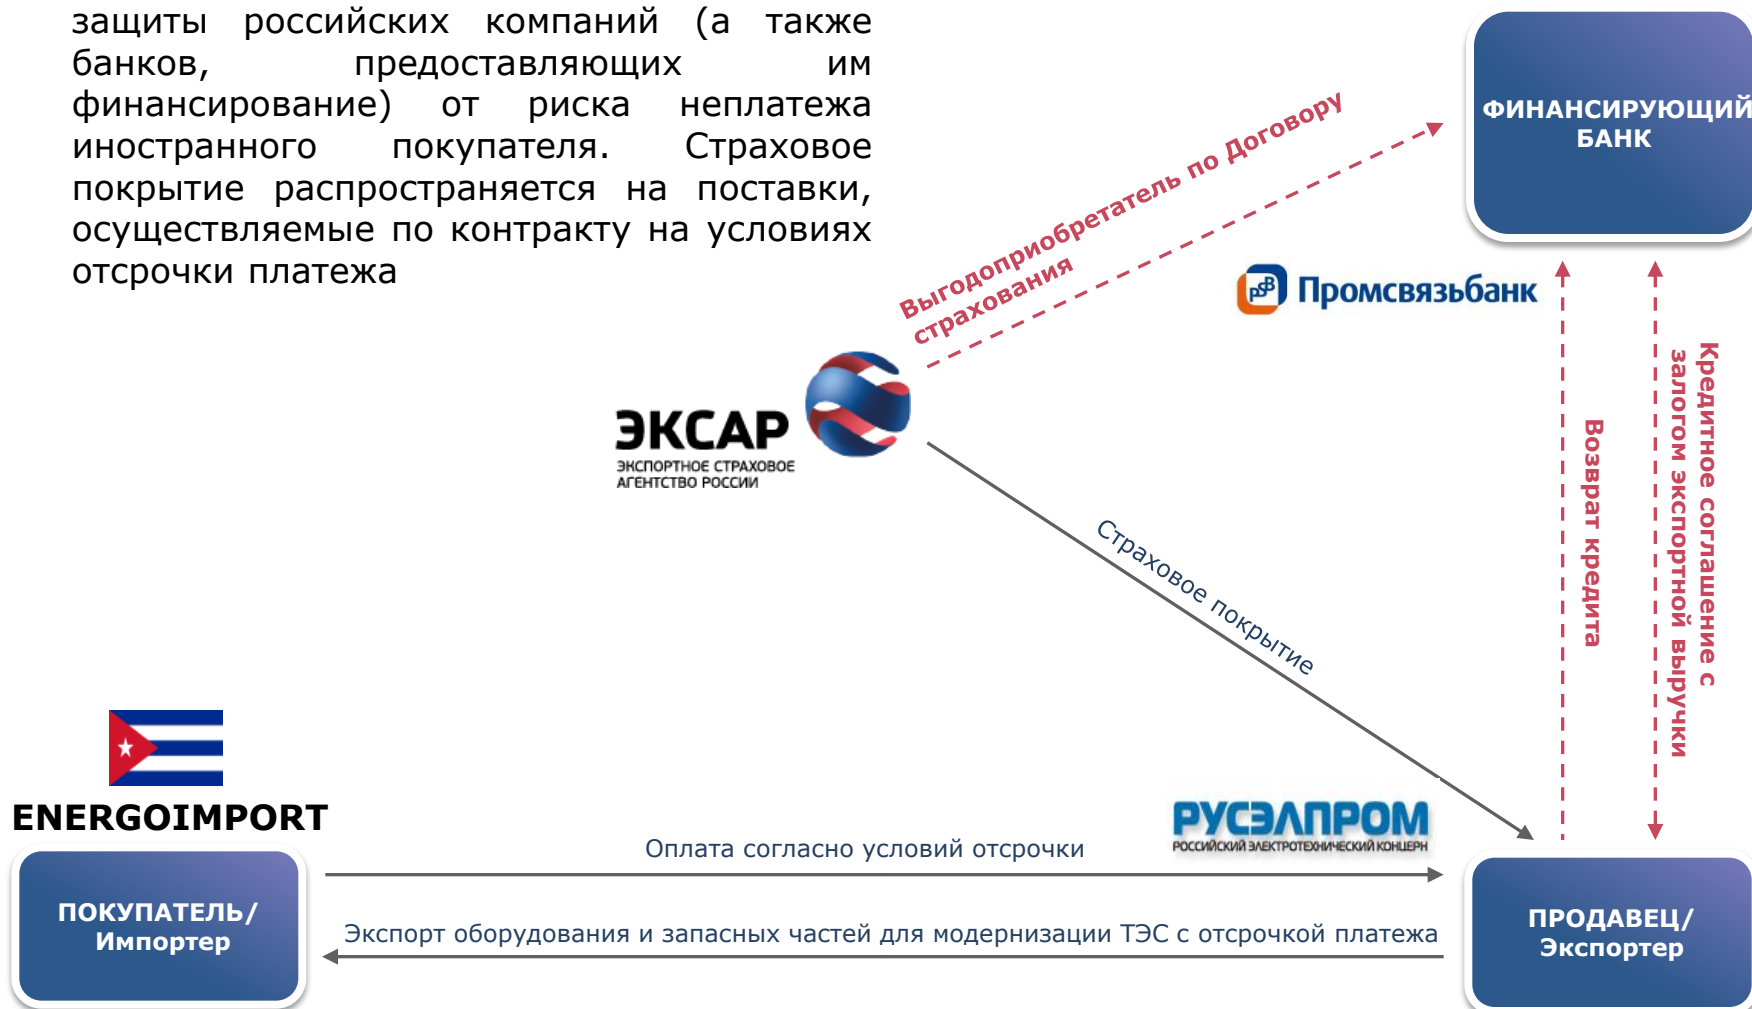 защиты российских компаний (а также
банков, предоставляющих им
финансирование) от риска неплатежа
иностранного покупателя. Страховое
покрытие распространяется на поставки,
осуществляемые по контракту на условиях
отсрочки платежа
ФИНАНСИРУЮЩИЙ
БАНК
Выгодоприобретатель по Договору
страхования
PSB Промсвязьбанк
ЭКСАР
ЭКСПОРТНОЕ СТРАХОВОЕ
АГЕНТСТВО РОССИИ
Страховое покрытие
Возврат кредита
Кредитное соглашение с
залогом экспортной выручки
ENERGOIMPORT
РУСЭЛПРОМ
РОССИЙСКИЙ ЭЛЕКТРОТЕХНИЧЕСКИЙ КОНЦЕРН
Оплата согласно условий отсрочки
ПОКУПАТЕЛЬ/
Импортер
Экспорт оборудования и запасных частей для модернизации ТЭС с отсрочкой платежа
ПРОДАВЕЦ/
Экспортер